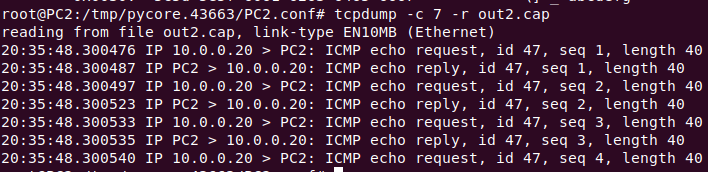 root@PC2:/tmp/pycore.43663/PC2.conf# tcpdump -c 7 -r out2.cap
reading from file out2.cap, link-type EN10MB (Ethernet)
20:35:48.300476 IP 10.0.0.20 > PC2: ICMP echo request, id 47, seq 1, length 40
20:35:48.300487 IP PC2 > 10.0.0.20: ICMP echo reply, id 47, seq 1, length 40
20:35:48.300497 IP 10.0.0.20 > PC2: ICMP echo request, id 47, seq 2, length 40
20:35:48.300523 IP PC2 > 10.0.0.20: ICMP echo reply, id 47, seq 2, length 40
20:35:48.300533 IP 10.0.0.20 > PC2: ICMP echo request, id 47, seq 3, length 40
20:35:48.300535 IP PC2 > 10.0.0.20: ICMP echo reply, id 47, seq 3, length 40
20:35:48.300540 IP 10.0.0.20 > PC2: ICMP echo request, id 47, seq 4, length 40